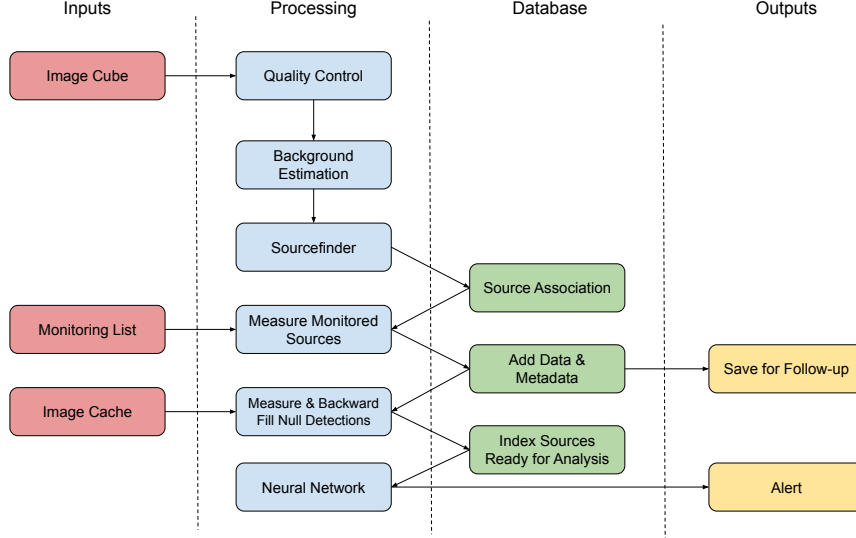 Inputs
Processing
Database
Outputs
Image Cube
Quality Control
Background
Estimation
Sourcefinder
Source Association
Monitoring List
Measure Monitored
Sources
Add Data &
Metadata
Save for Follow-up
Image Cache
Measure & Backward
Fill Null Detections
Index Sources
Ready for Analysis
Neural Network
Alert